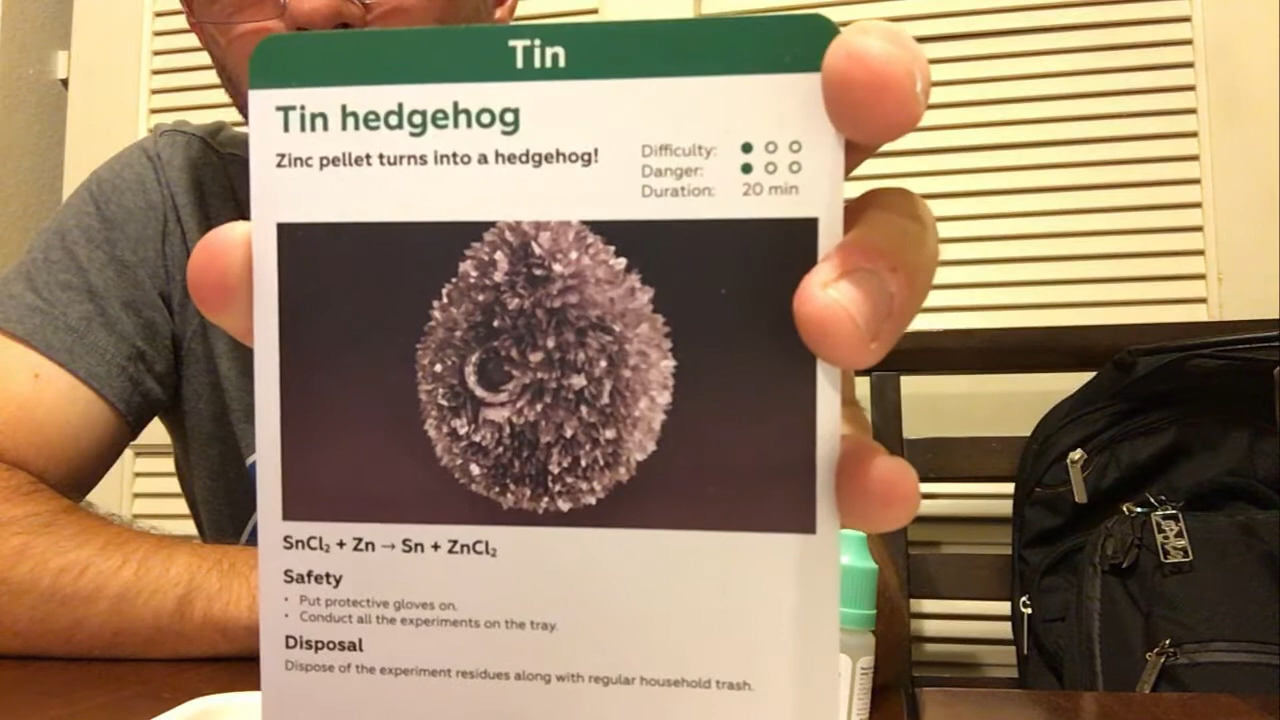 Tin
Tin hedgehog
Zinc pellet turns into a hedgehog!
Difficulty:
Danger:
Duration: 20 min
SnCl₂ + Zn → Sn + ZnCl₂
Safety
• Put protective gloves on.
• Conduct all the experiments on the tray.
Disposal
Dispose of the experiment residues along with regular household trash.